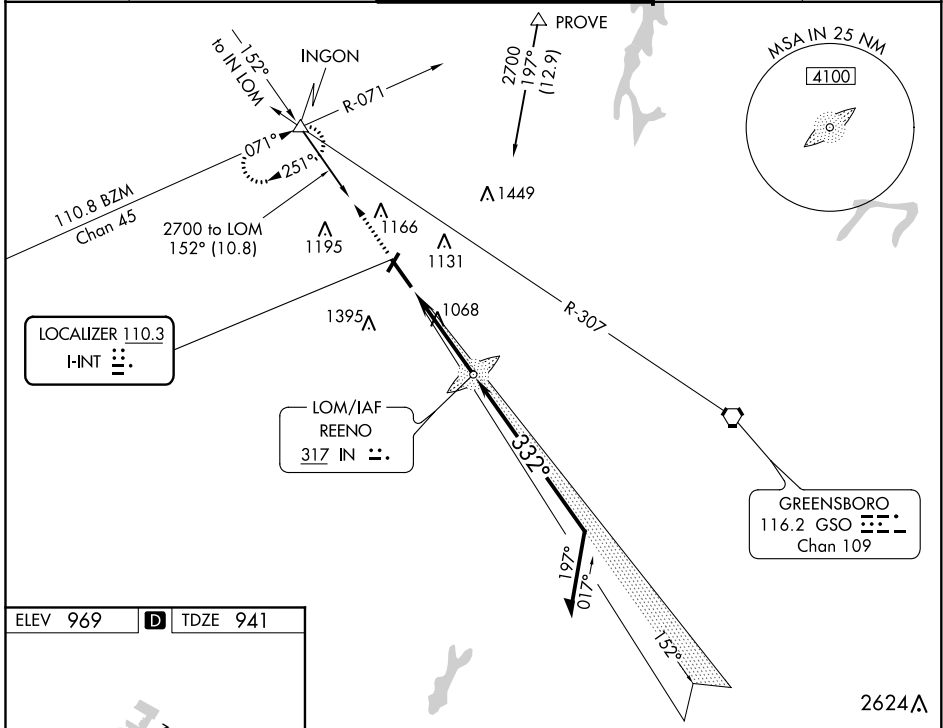 PROVE
2700
197°
(12.9)
MSA IN 25 NM
4100
152°
to IN LOM
INGON
R-071
071°
251°
110.8 BZM
Chan 45
2700 to LOM
152° (10.8)
1449
1195
1166
1131
1395
1068
R-307
LOCALIZER 110.3
I-INT
LOM/IAF
REENO
317 IN
332°
GREENSBORO
116.2 GSO
Chan 109
197°
017°
152°
ELEV 969 D TDZE 941
2624